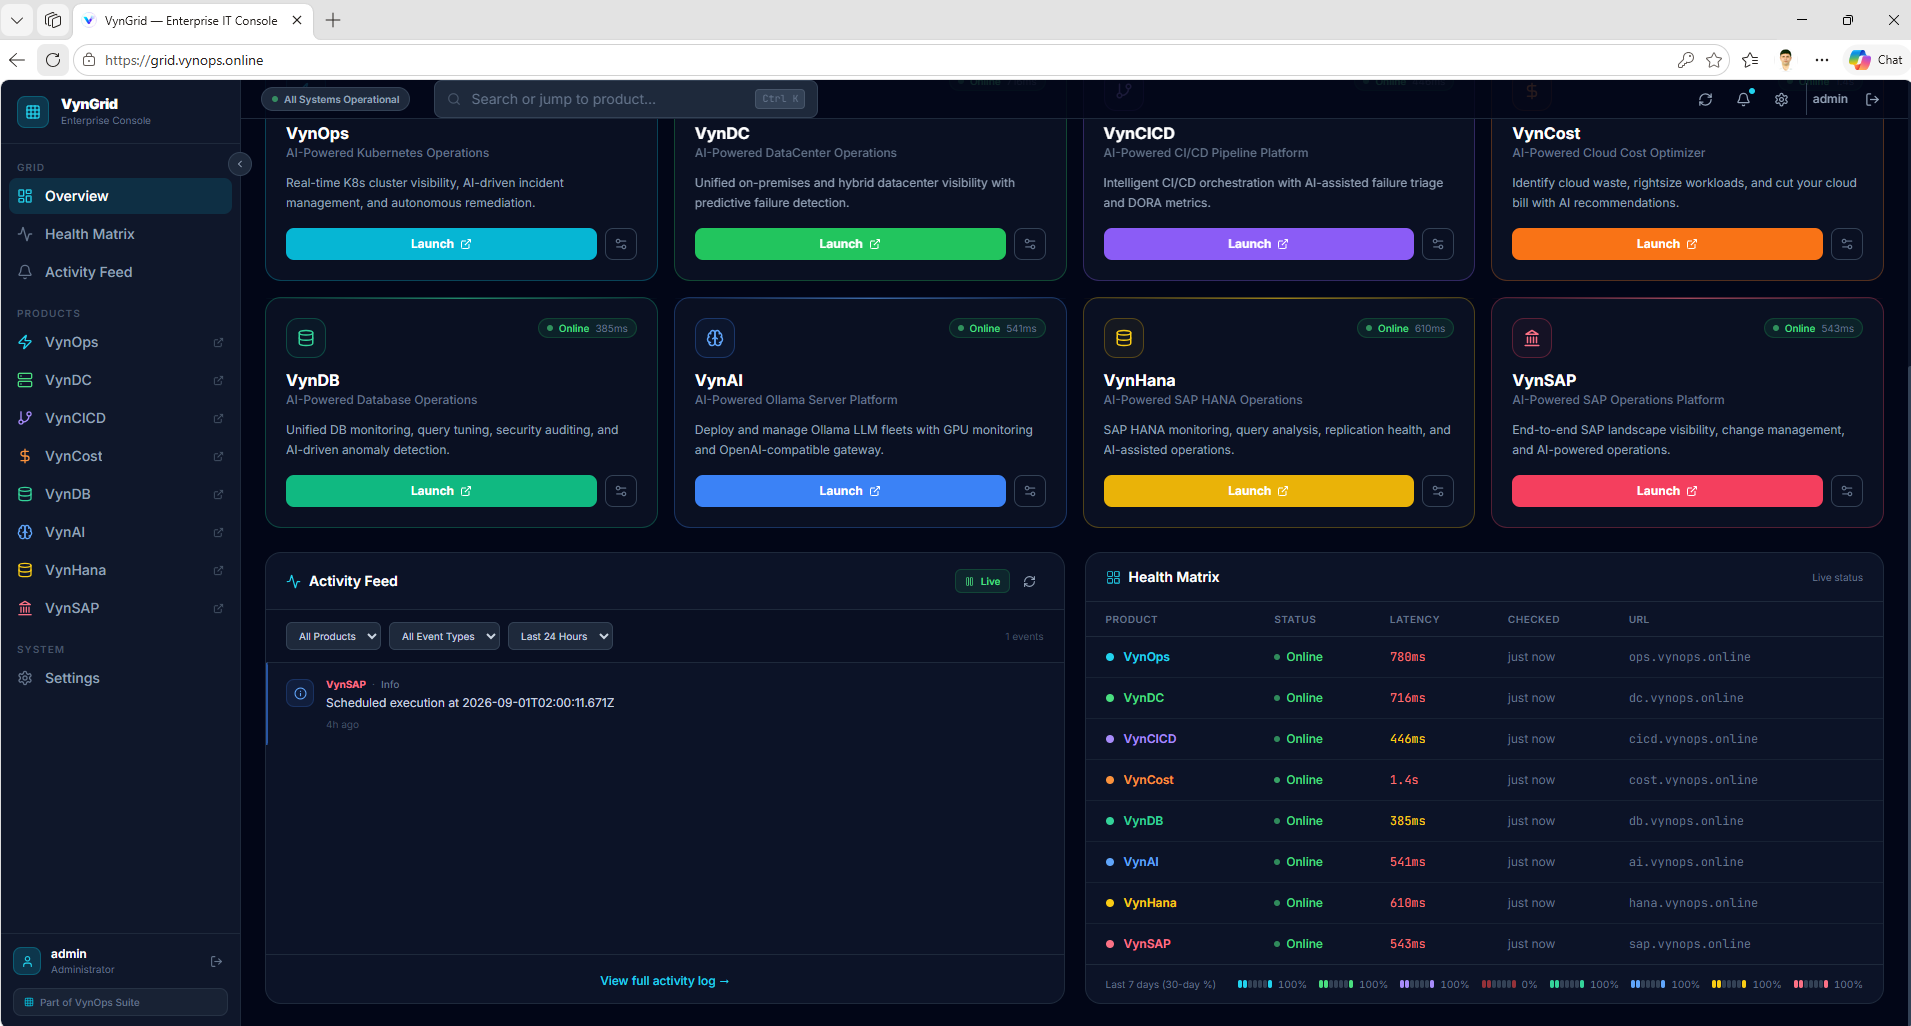 VynGrid — Enterprise IT Console
https://grid.vynops.online
Chat
VynGrid
Enterprise Console
All Systems Operational
Search or jump to product...
Ctrl K
admin
GRID
Overview
Health Matrix
Activity Feed
PRODUCTS
VynOps
VynDC
VynCICD
VynCost
VynDB
VynAI
VynHana
VynSAP
SYSTEM
Settings
admin
Administrator
Part of VynOps Suite
VynOps
AI-Powered Kubernetes Operations
Real-time K8s cluster visibility, AI-driven incident
management, and autonomous remediation.
Launch
VynDC
AI-Powered DataCenter Operations
Unified on-premises and hybrid datacenter visibility with
predictive failure detection.
Launch
VynCICD
AI-Powered CI/CD Pipeline Platform
Intelligent CI/CD orchestration with AI-assisted failure triage
and DORA metrics.
Launch
VynCost
AI-Powered Cloud Cost Optimizer
Identify cloud waste, rightsize workloads, and cut your cloud
bill with AI recommendations.
Launch
Online 385ms
VynDB
AI-Powered Database Operations
Unified DB monitoring, query tuning, security auditing, and
AI-driven anomaly detection.
Launch
Online 541ms
VynAI
AI-Powered Ollama Server Platform
Deploy and manage Ollama LLM fleets with GPU monitoring
and OpenAI-compatible gateway.
Launch
Online 610ms
VynHana
AI-Powered SAP HANA Operations
SAP HANA monitoring, query analysis, replication health, and
AI-assisted operations.
Launch
Online 543ms
VynSAP
AI-Powered SAP Operations Platform
End-to-end SAP landscape visibility, change management,
and AI-powered operations.
Launch
Activity Feed
Live
All Products
All Event Types
Last 24 Hours
1 events
VynSAP · Info
Scheduled execution at 2026-09-01T02:00:11.671Z
4h ago
View full activity log →
Health Matrix
Live status
PRODUCT STATUS LATENCY CHECKED URL
VynOps Online 780ms just now ops.vynops.online
VynDC Online 716ms just now dc.vynops.online
VynCICD Online 446ms just now cicd.vynops.online
VynCost Online 1.4s just now cost.vynops.online
VynDB Online 385ms just now db.vynops.online
VynAI Online 541ms just now ai.vynops.online
VynHana Online 610ms just now hana.vynops.online
VynSAP Online 543ms just now sap.vynops.online
Last 7 days (30-day %) 100% 100% 100% 0% 100% 100% 100% 100%